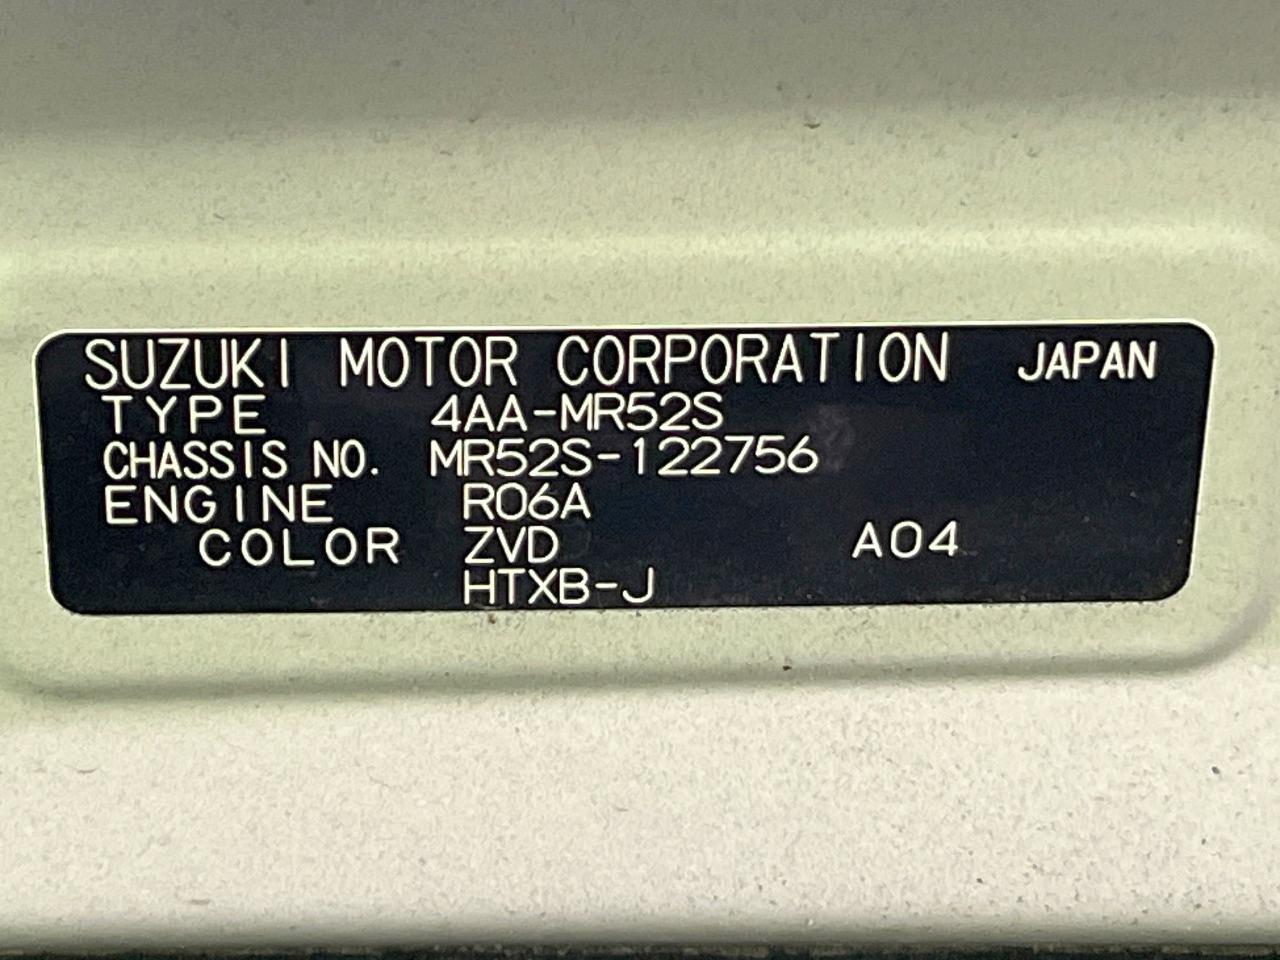 SUZUKI MOTOR CORPORATION JAPAN
TYPE 4AA-MR52S
CHASSIS NO. MR52S-122756
ENGINE R06A
COLOR ZVD A04
HTXB-J